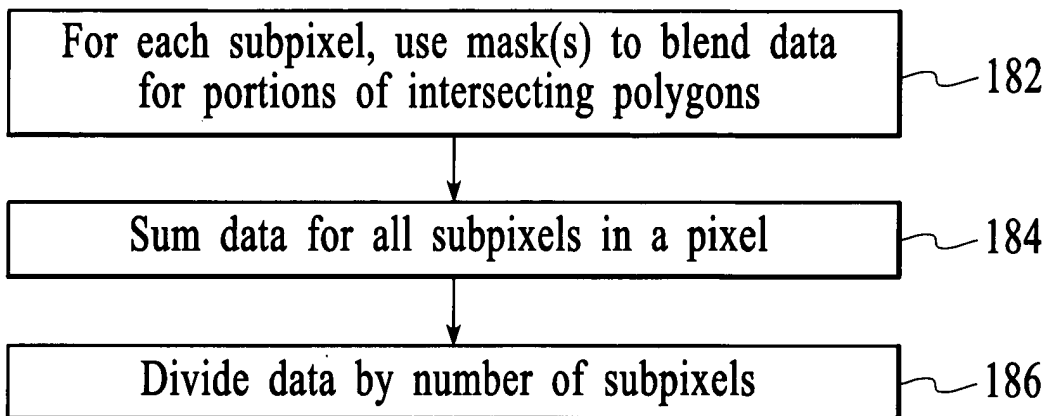 For each subpixel, use mask(s) to blend data
for portions of intersecting polygons
182
Sum data for all subpixels in a pixel
184
Divide data by number of subpixels
186